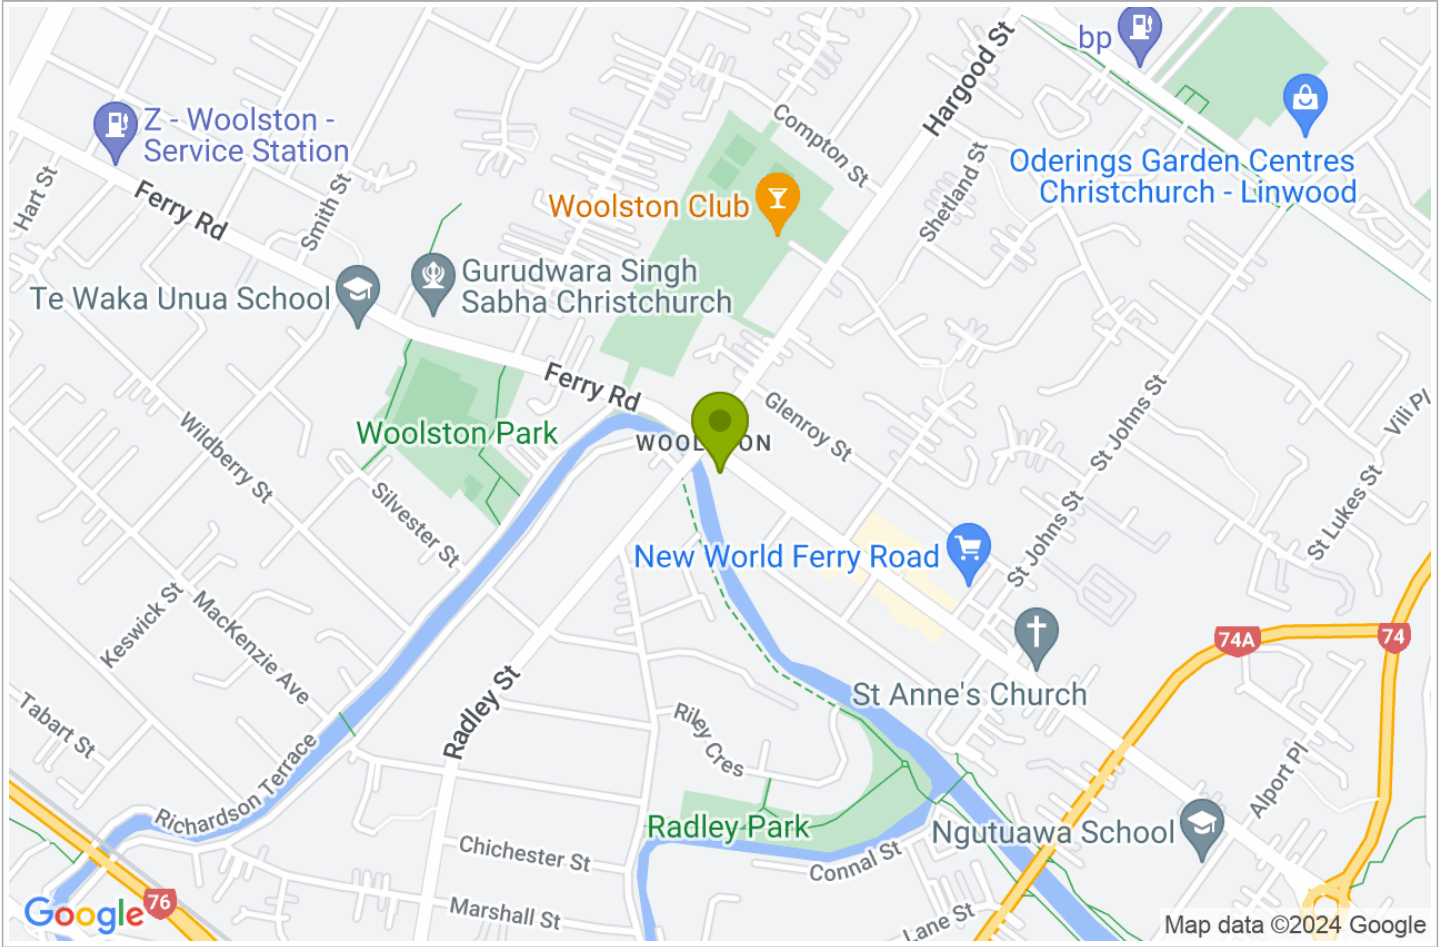 bp
Hargood St
Z - Woolston -
Service Station
Compton St
Oderings Garden Centres
Christchurch - Linwood
Hart St
Ferry Rd
Smith St
Woolston Club
Shetland St
Gurudwara Singh
Sabha Christchurch
Te Waka Unua School
Ferry Rd
Glenroy St
St Johns St
Vili Pl
Woolston Park
WOOL ON
Wildberry St
Silvester St
St Lukes St
St Johns St
New World Ferry Road
Keswick St
MacKenzie Ave
74A
74
St Anne's Church
Radley St
Riley Cres
Tabart St
Richardson Terrace
Alport Pl
Radley Park
Ngutuawa School
Chichester St
Connal St
76
Marshall St
Lane St
Google
Map data ©2024 Google